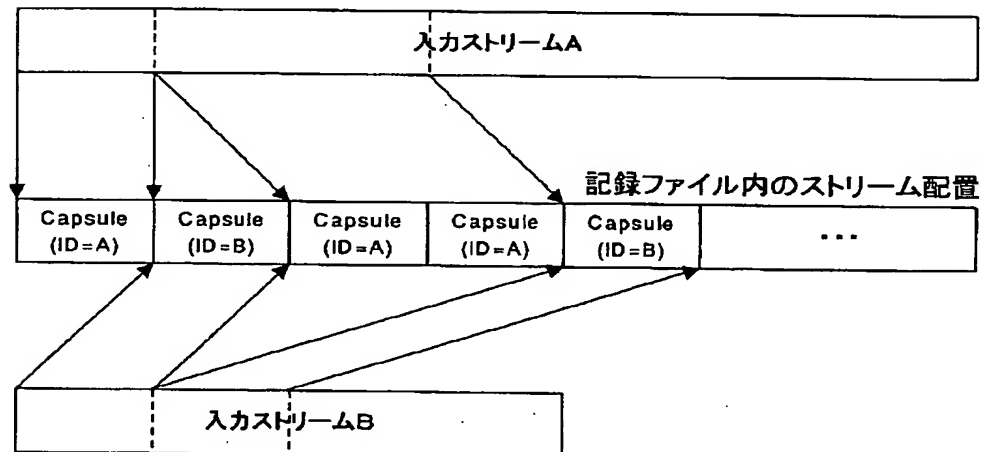 入力ストリームA
記録ファイル内のストリーム配置
Capsule
(ID=A)
Capsule
(ID=B)
Capsule
(ID=A)
Capsule
(ID=A)
Capsule
(ID=B)
...
入力ストリームB